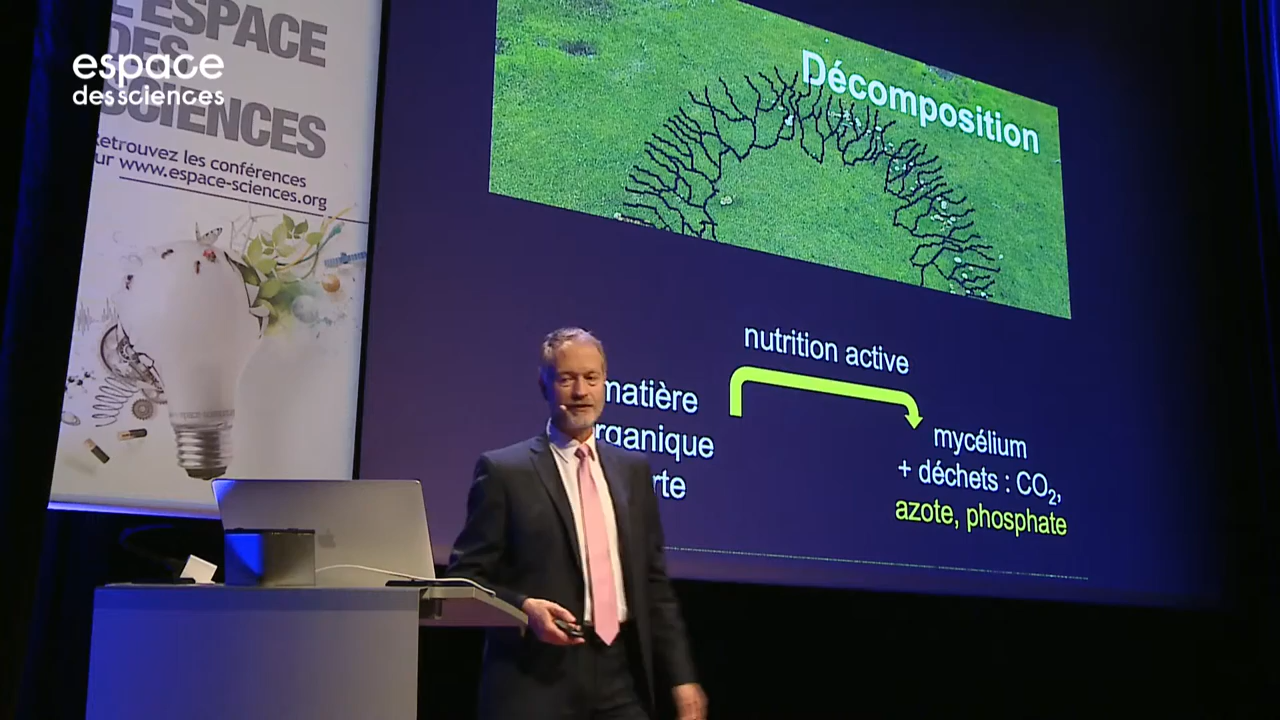 L'ESPACE
DES
SCIENCES
espace
des sciences
Retrouvez les conférences
sur www.espace-sciences.org
Décomposition
nutrition active
matière
organique
rte
mycélium
+ déchets : CO₂,
azote, phosphate